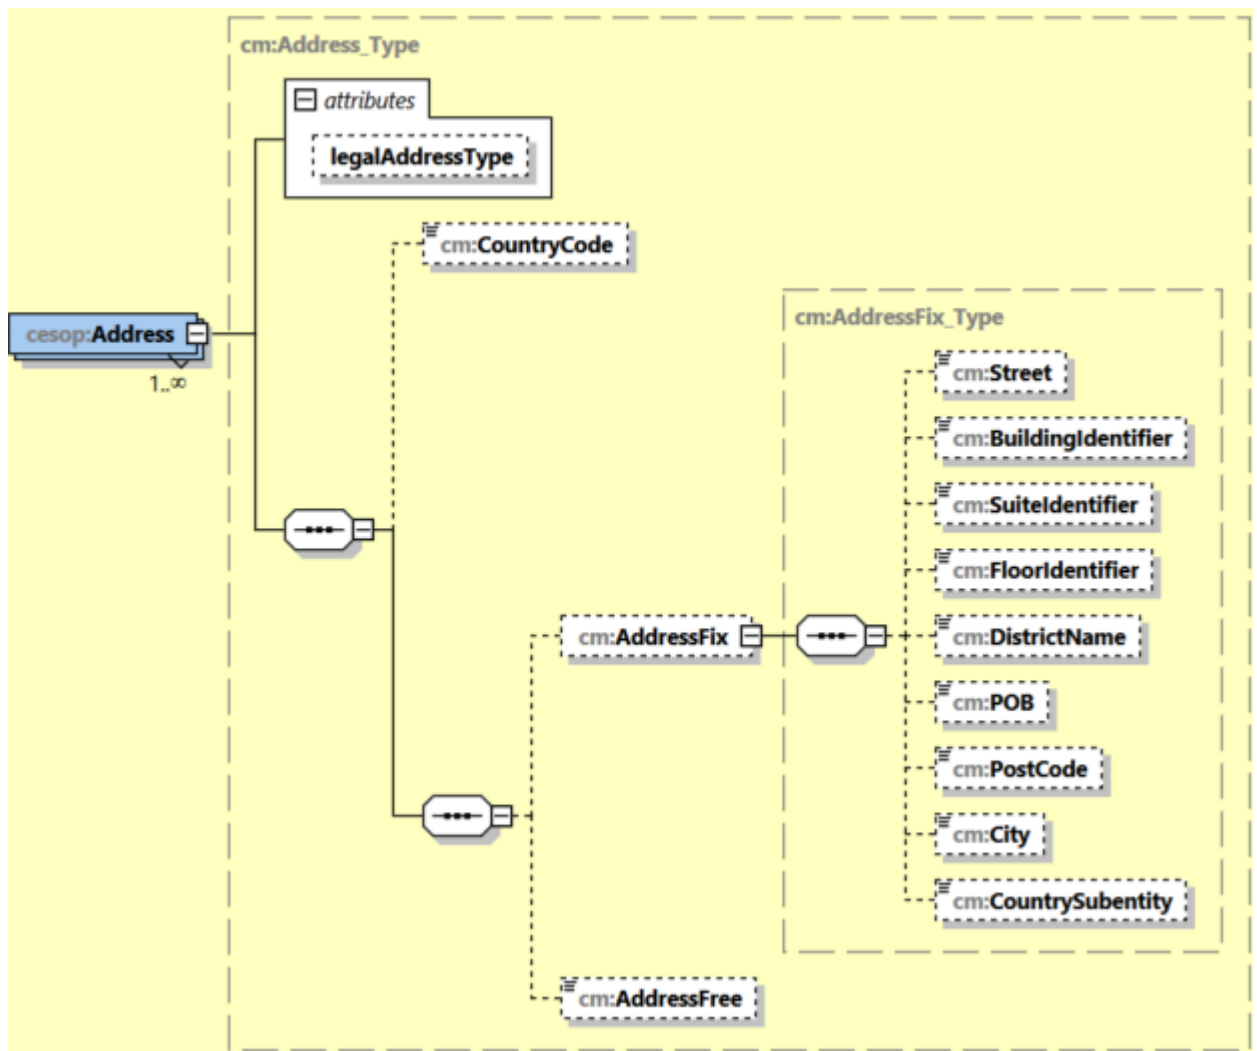 cm:Address_Type
attributes
legalAddressType
cm:CountryCode
cesop:Address
1..∞
cm:AddressFix_Type
cm:Street
cm:BuildingIdentifier
cm:SuiteIdentifier
cm:FloorIdentifier
cm:AddressFix
cm:DistrictName
cm:POB
cm:PostCode
cm:City
cm:CountrySubentity
cm:AddressFree